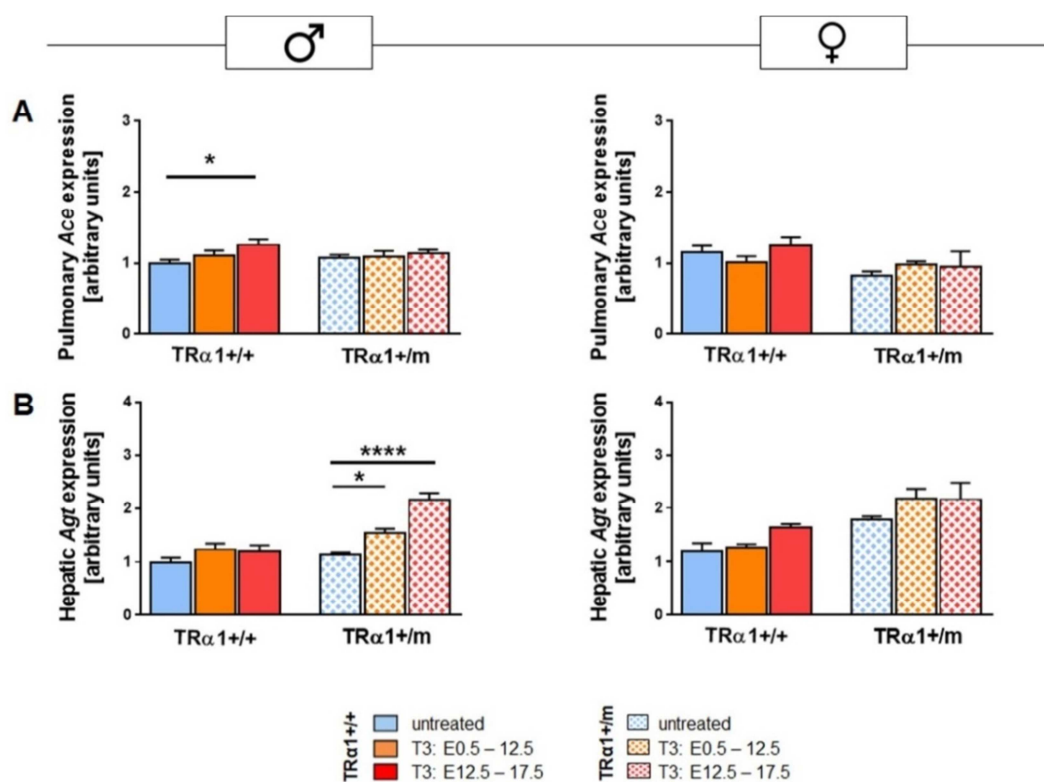 ♂ ♀
A
Pulmonary Ace expression
[arbitrary units]
3
2
1
0
*
TRα1+/+ TRα1+/m
Pulmonary Ace expression
[arbitrary units]
3
2
1
0
TRα1+/+ TRα1+/m
B
Hepatic Agt expression
[arbitrary units]
4
3
2
1
0
****
*
TRα1+/+ TRα1+/m
Hepatic Agt expression
[arbitrary units]
4
3
2
1
0
TRα1+/+ TRα1+/m
TRα1+/+
untreated
T3: E0.5 – 12.5
T3: E12.5 – 17.5
TRα1+/m
untreated
T3: E0.5 – 12.5
T3: E12.5 – 17.5